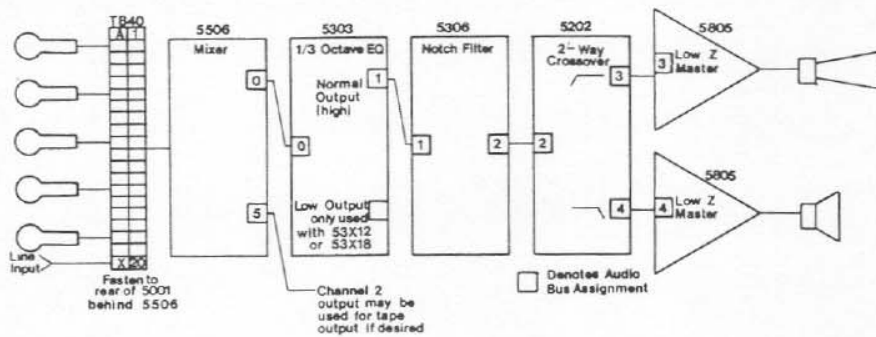 TB40
A 1
X 20
Line
Input
Fasten to
rear of 5001
behind 5506
5506
Mixer
0
5
Channel 2
output may be
used for tape
output if desired
5303
1/3 Octave EQ
Normal
Output
(high)
1
0
Low Output
only used
with 53X12
or 53X18
5306
Notch Filter
1
2
5202
2-Way
Crossover
3
2
4
Denotes Audio
Bus Assignment
5805
3
Low Z
Master
5805
4
Low Z
Master